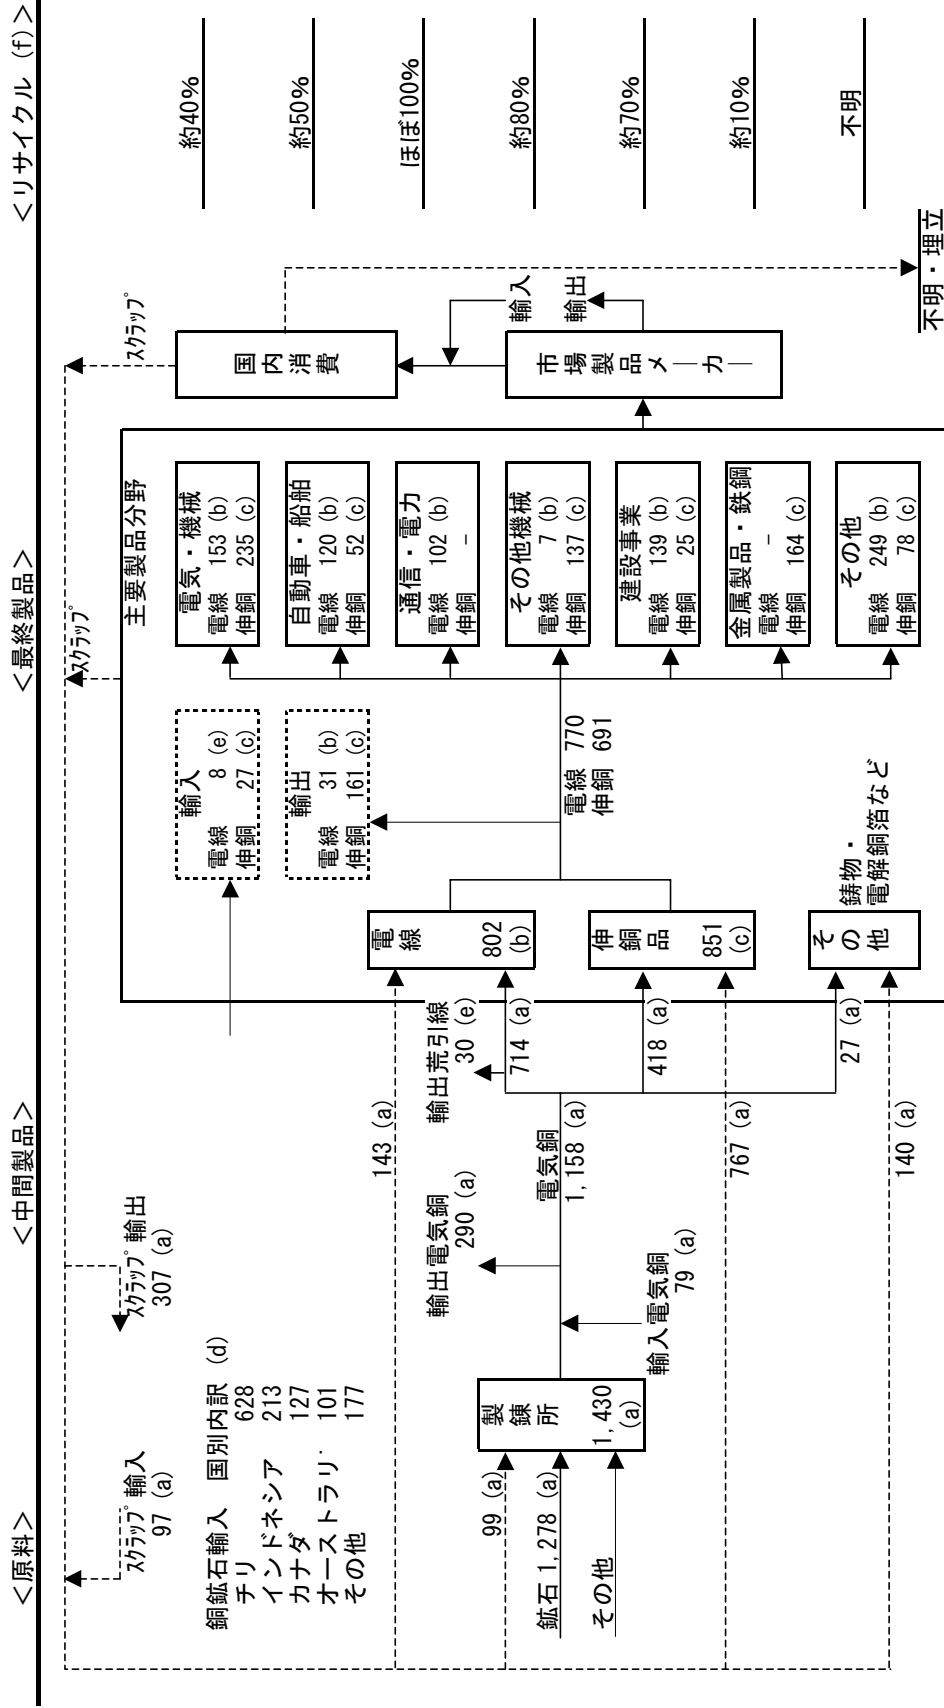 ＜原料＞
＜中間製品＞
＜最終製品＞
＜リサイクル (f)＞
ｽｸﾗｯﾌﾟ輸入
97 (a)
ｽｸﾗｯﾌﾟ輸出
307 (a)
ｽｸﾗｯﾌﾟ
ｽｸﾗｯﾌﾟ
銅鉱石輸入　国別内訳 (d)
チリ 628
インドネシア 213
カナダ 127
オーストラリ 101
その他 177
99 (a)
鉱石 1,278 (a)
その他
製錬所
1,430
(a)
輸入電気銅
79 (a)
輸出電気銅
290 (a)
電気銅
1,158 (a)
143 (a)
輸出荒引線
30 (e)
714 (a)
418 (a)
767 (a)
27 (a)
140 (a)
電線
802
(b)
伸銅品
851
(c)
その他
鋳物・
電解銅箔など
輸入
電線 8 (e)
伸銅 27 (c)
輸出
電線 31 (b)
伸銅 161 (c)
電線 770
伸銅 691
主要製品分野
電気・機械
電線 153 (b)
伸銅 235 (c)
自動車・船舶
電線 120 (b)
伸銅 52 (c)
通信・電力
電線 102 (b)
伸銅 －
その他機械
電線 7 (b)
伸銅 137 (c)
建設事業
電線 139 (b)
伸銅 25 (c)
金属製品・鉄鋼
電線 －
伸銅 164 (c)
その他
電線 249 (b)
伸銅 78 (c)
国内消費
市場製品メーカー
輸入
輸出
不明・埋立
約40%
約50%
ほぼ100%
約80%
約70%
約10%
不明